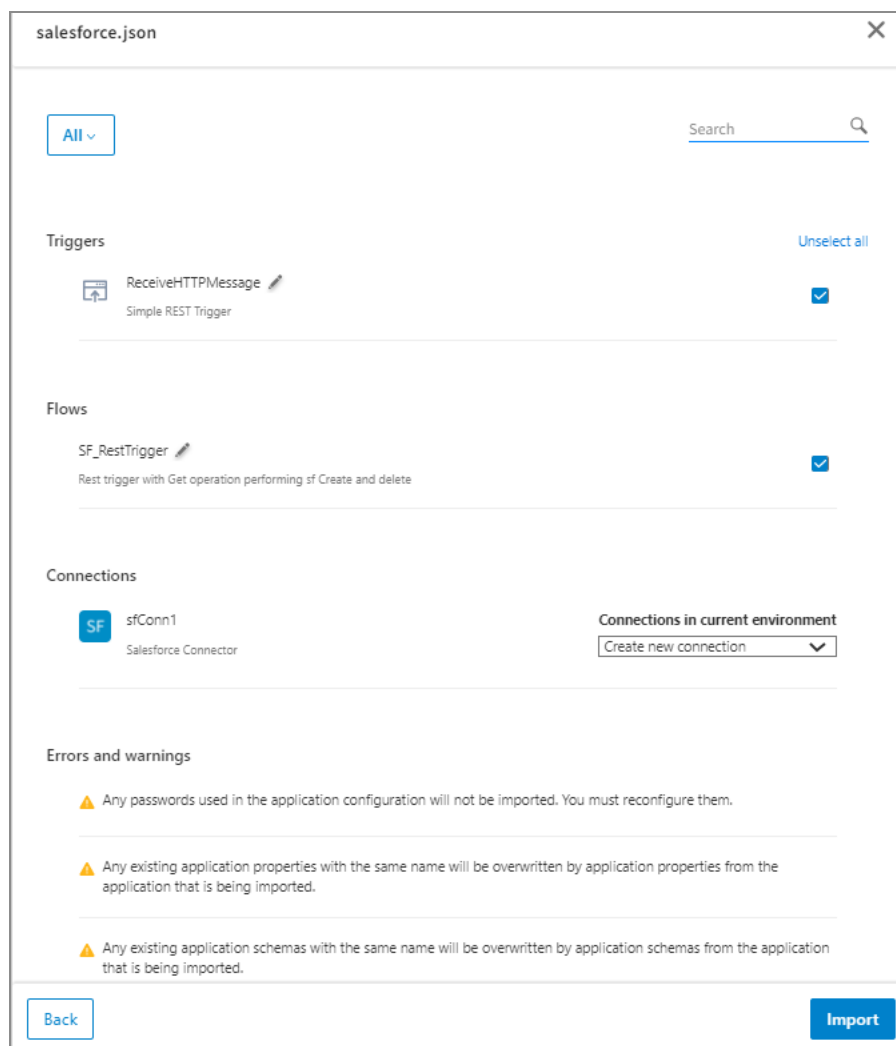 salesforce.json
All
Search
Triggers
Unselect all
ReceiveHTTPMessage
Simple REST Trigger
Flows
SF_RestTrigger
Rest trigger with Get operation performing sf Create and delete
Connections
SF
sfConn1
Salesforce Connector
Connections in current environment
Create new connection
Errors and warnings
Any passwords used in the application configuration will not be imported. You must reconfigure them.
Any existing application properties with the same name will be overwritten by application properties from the
application that is being imported.
Any existing application schemas with the same name will be overwritten by application schemas from the application
that is being imported.
Back
Import